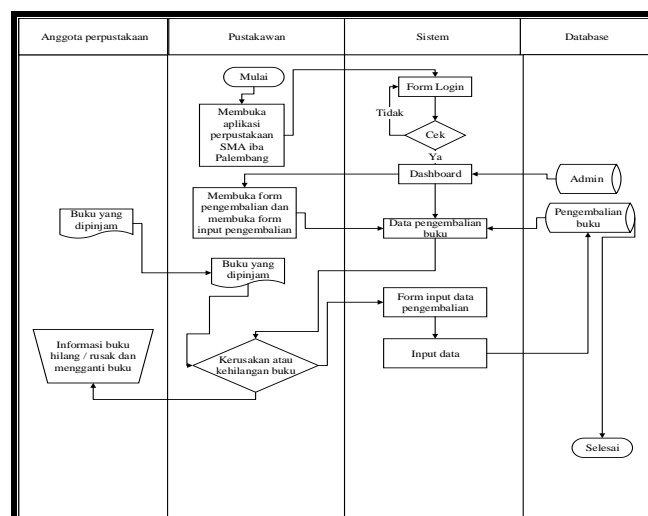 Anggota perpustakaan
Pustakawan
Sistem
Database
Mulai
Form Login
Membuka
aplikasi
perpustakaan
SMA iba
Palembang
Tidak
Cek
Ya
Dashboard
Admin
Membuka form
pengembalian dan
membuka form
input pengembalian
Data pengembalian
buku
Pengembalian
buku
Buku yang
dipinjam
Buku yang
dipinjam
Form input data
pengembalian
Informasi buku
hilang / rusak dan
mengganti buku
Kerusakan atau
kehilangan buku
Input data
Selesai